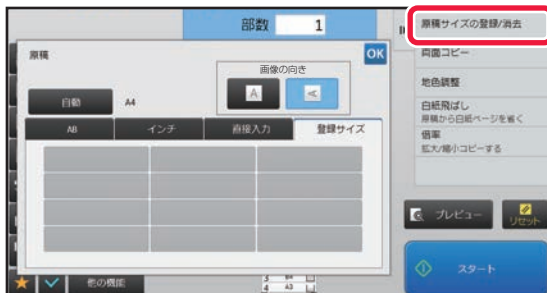 部数 1
原稿サイズの登録/消去
原稿
OK
画像の向き
両面コピー
A
A
地色調整
自動 A4
白紙飛ばし
原稿から白紙ページを省く
AB インチ 直接入力 登録サイズ
倍率
拡大/縮小コピーする
プレビュー
リセット
スタート
他の機能
3 B4
4 A3